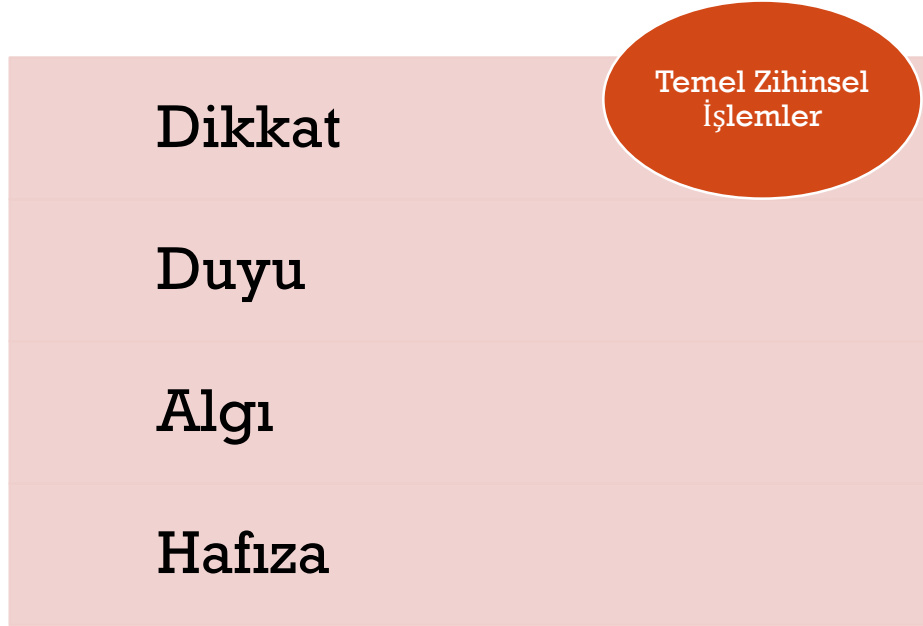 Temel Zihinsel
İşlemler
Dikkat
Duyu
Algı
Hafıza